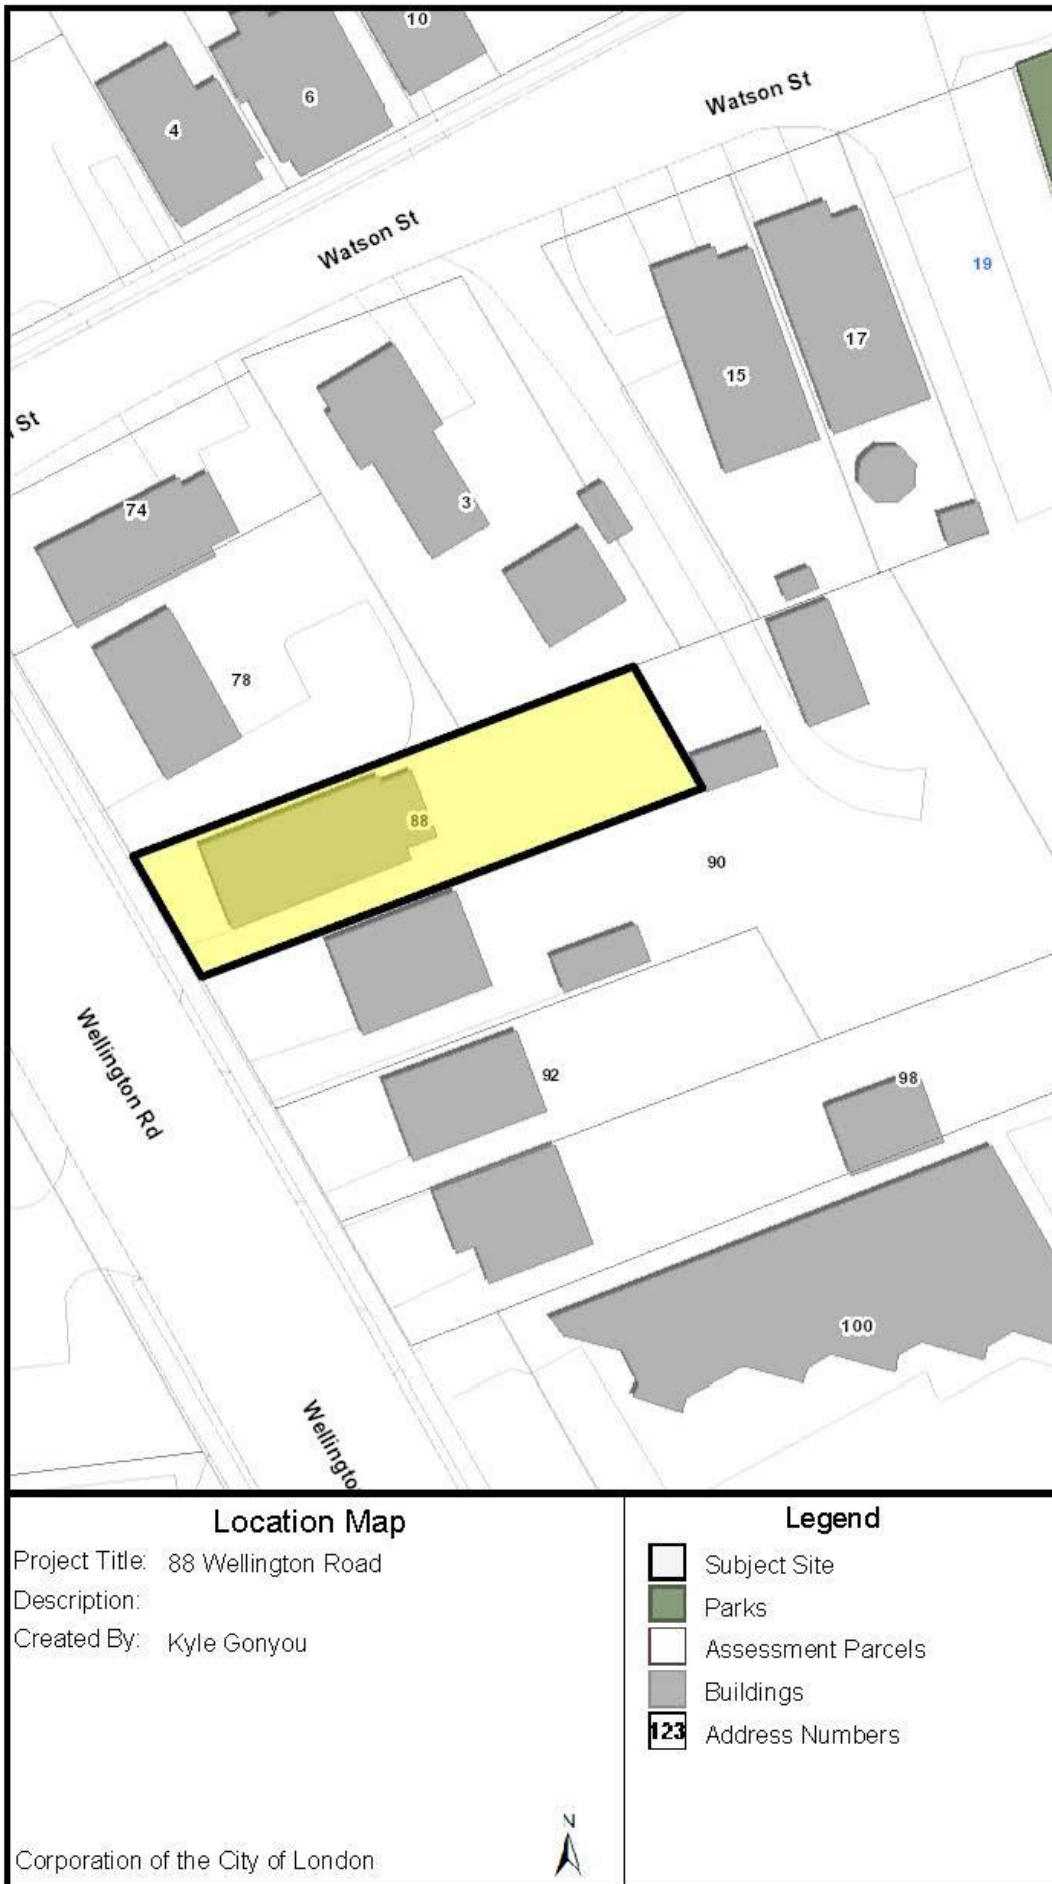 10
6
4
Watson St
Watson St
19
17
15
St
74
3
78
88
90
Wellington Rd
92
98
100
Wellingto
Location Map
Project Title: 88 Wellington Road
Description:
Created By: Kyle Gonyou
Corporation of the City of London
N
Legend
Subject Site
Parks
Assessment Parcels
Buildings
123 Address Numbers